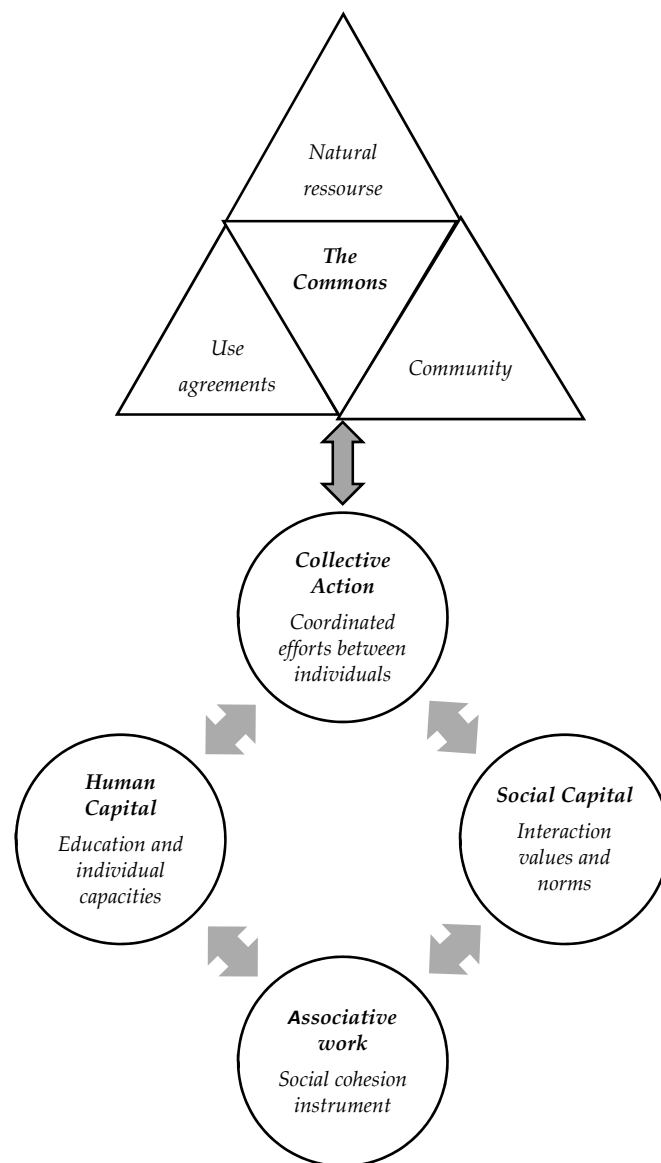 Natural
ressourse
The
Commons
Use
agreements
Community
Collective
Action
Coordinated
efforts between
individuals
Human
Capital
Education and
individual
capacities
Social Capital
Interaction
values and
norms
Associative
work
Social cohesion
instrument